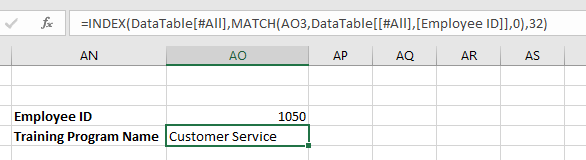 fx =INDEX(DataTable[#All],MATCH(AO3,DataTable[[#All],[Employee ID]],0),32)
AN AO AP AQ AR AS
Employee ID 1050
Training Program Name Customer Service